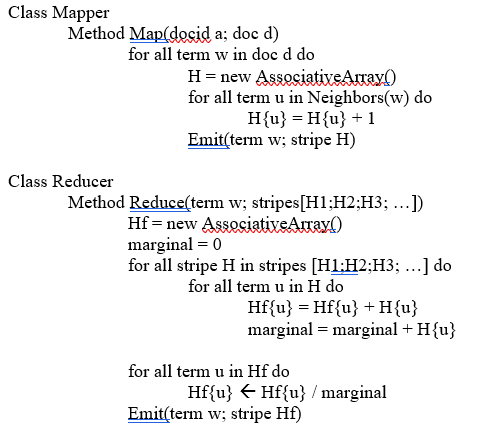 Class Mapper
Method Map(docid a; doc d)
for all term w in doc d do
H = new AssociativeArray()
for all term u in Neighbors(w) do
H{u} = H{u} + 1
Emit(term w; stripe H)
Class Reducer
Method Reduce(term w; stripes[H1;H2;H3; …])
Hf = new AssociativeArray()
marginal = 0
for all stripe H in stripes [H1;H2;H3; …] do
for all term u in H do
Hf{u} = Hf{u} + H{u}
marginal = marginal + H{u}
for all term u in Hf do
Hf{u} ← Hf{u} / marginal
Emit(term w; stripe Hf)